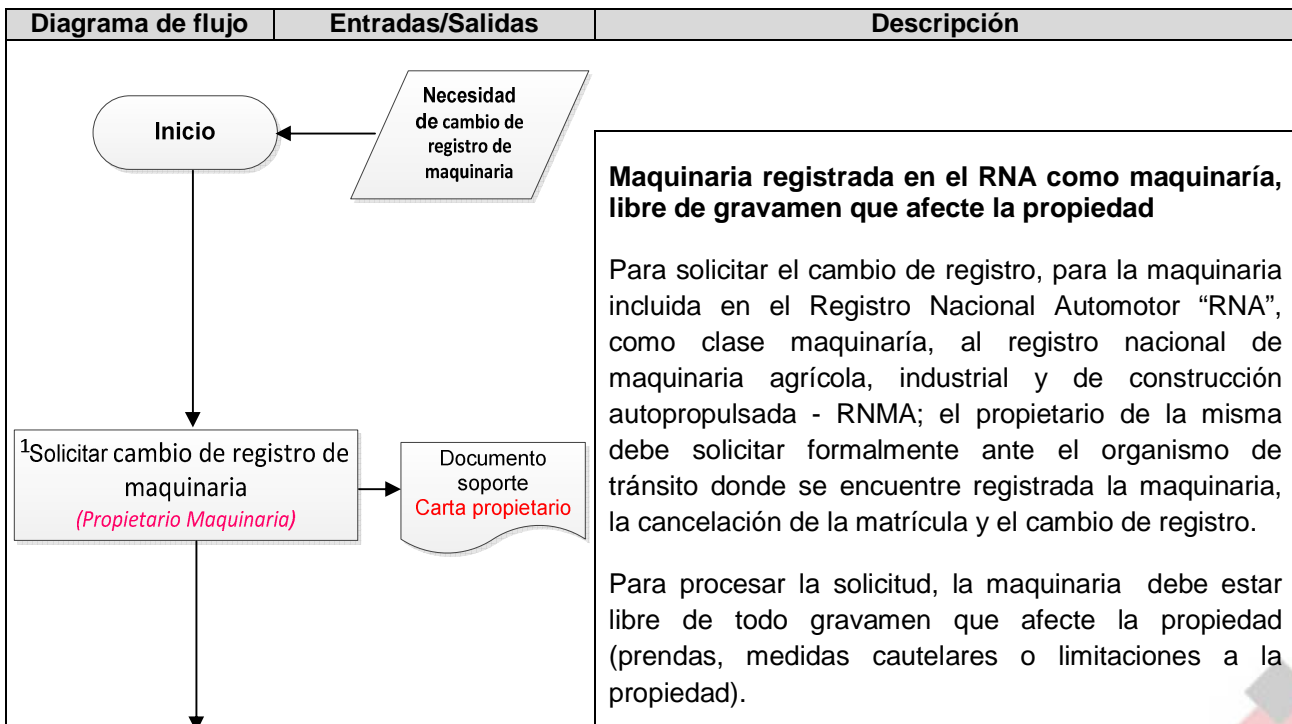 Diagrama de flujo
Entradas/Salidas
Descripción
Inicio
Necesidad
de cambio de
registro de
maquinaria
1Solicitar cambio de registro de
maquinaria
(Propietario Maquinaria)
Documento
soporte
Carta propietario
Maquinaria registrada en el RNA como maquinaría,
libre de gravamen que afecte la propiedad
Para solicitar el cambio de registro, para la maquinaria
incluida en el Registro Nacional Automotor “RNA”,
como clase maquinaría, al registro nacional de
maquinaria agrícola, industrial y de construcción
autopropulsada - RNMA; el propietario de la misma
debe solicitar formalmente ante el organismo de
tránsito donde se encuentre registrada la maquinaria,
la cancelación de la matrícula y el cambio de registro.
Para procesar la solicitud, la maquinaria debe estar
libre de todo gravamen que afecte la propiedad
(prendas, medidas cautelares o limitaciones a la
propiedad).